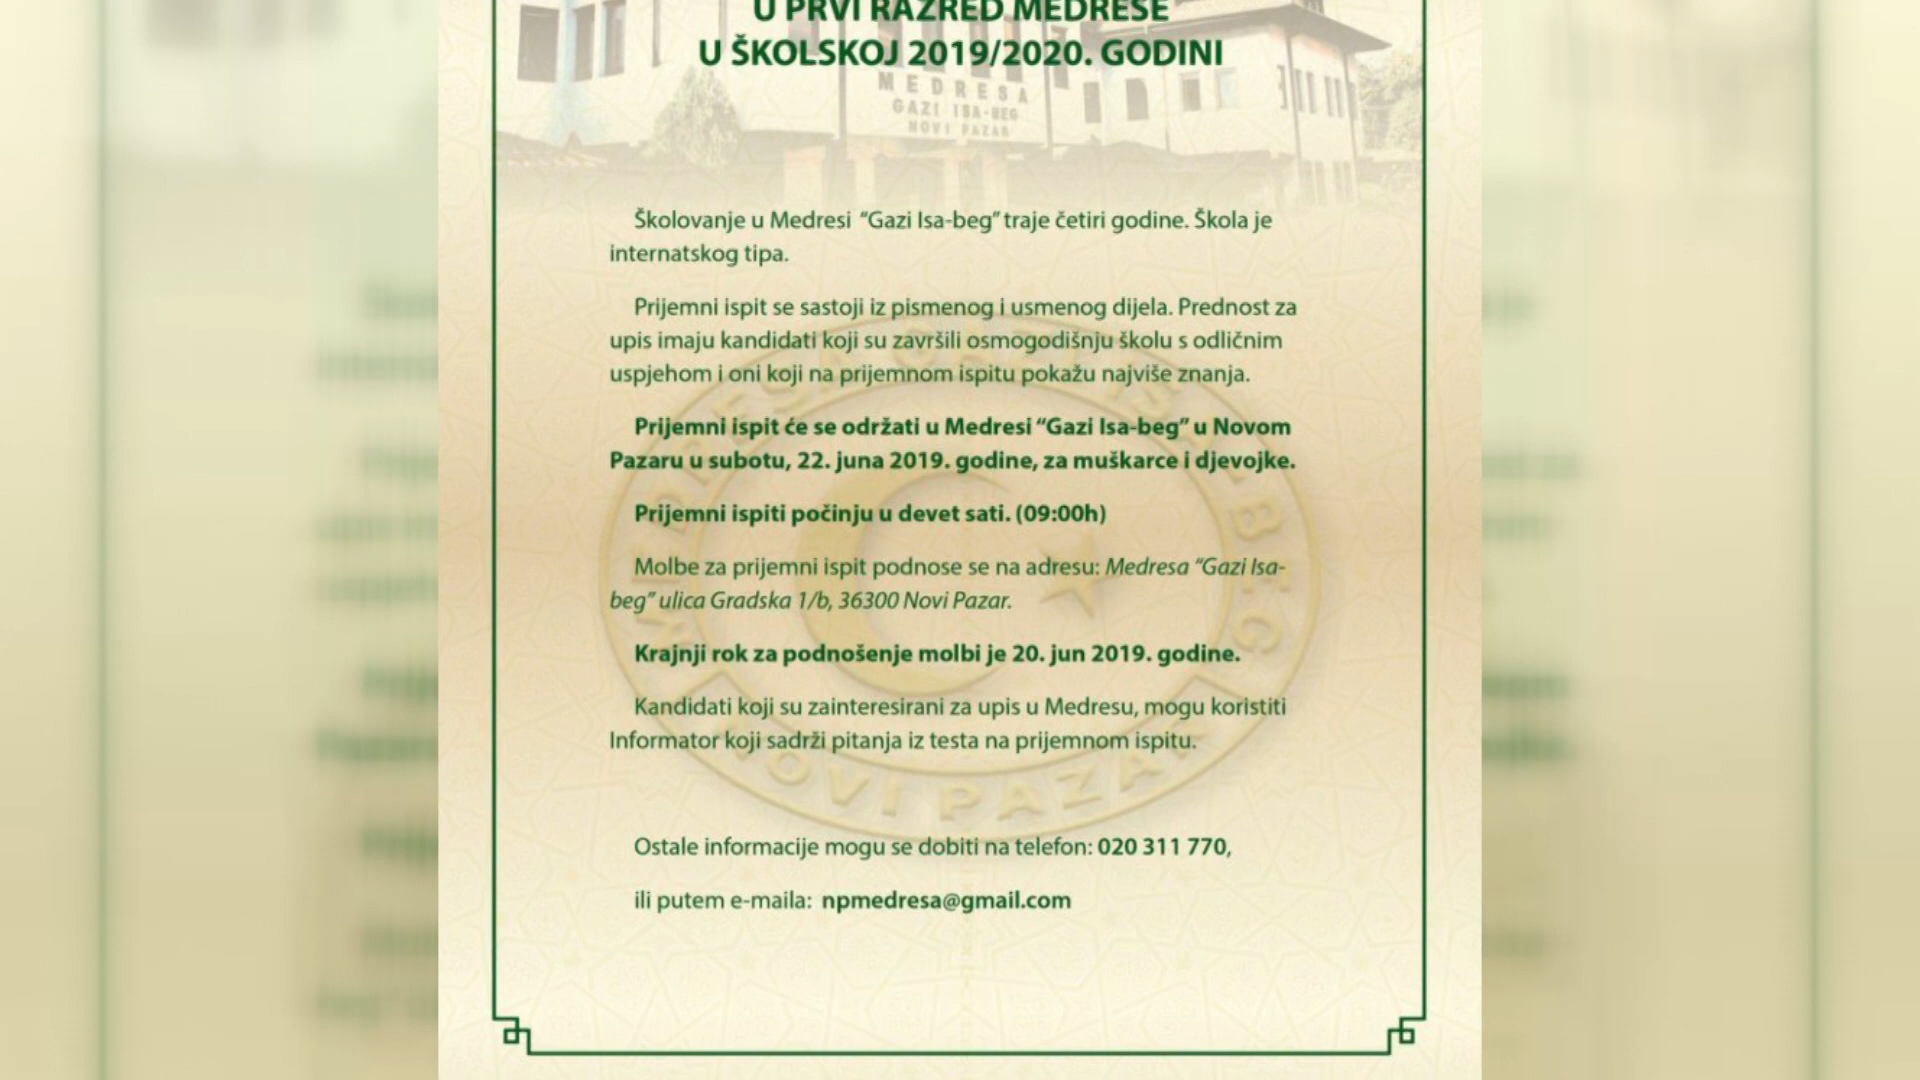 U PRVI RAZRED MEDRESE
U ŠKOLSKOJ 2019/2020. GODINI
MEDRESA
GAZI ISA-BEG
NOVI PAZAR
Školovanje u Medresi “Gazi Isa-beg” traje četiri godine. Škola je
internatskog tipa.
Prijemni ispit se sastoji iz pismenog i usmenog dijela. Prednost za
upis imaju kandidati koji su završili osmogodišnju školu s odličnim
uspjehom i oni koji na prijemnom ispitu pokažu najviše znanja.
Prijemni ispit će se održati u Medresi “Gazi Isa-beg” u Novom
Pazaru u subotu, 22. juna 2019. godine, za muškarce i djevojke.
Prijemni ispiti počinju u devet sati. (09:00h)
Molbe za prijemni ispit podnose se na adresu: Medresa “Gazi Isa-
beg” ulica Gradska 1/b, 36300 Novi Pazar.
Krajnji rok za podnošenje molbi je 20. jun 2019. godine.
Kandidati koji su zainteresirani za upis u Medresu, mogu koristiti
Informator koji sadrži pitanja iz testa na prijemnom ispitu.
MEDRESA GAZI ISA-BEG
NOVI PAZAR
Ostale informacije mogu se dobiti na telefon: 020 311 770,
ili putem e-maila: npmedresa@gmail.com